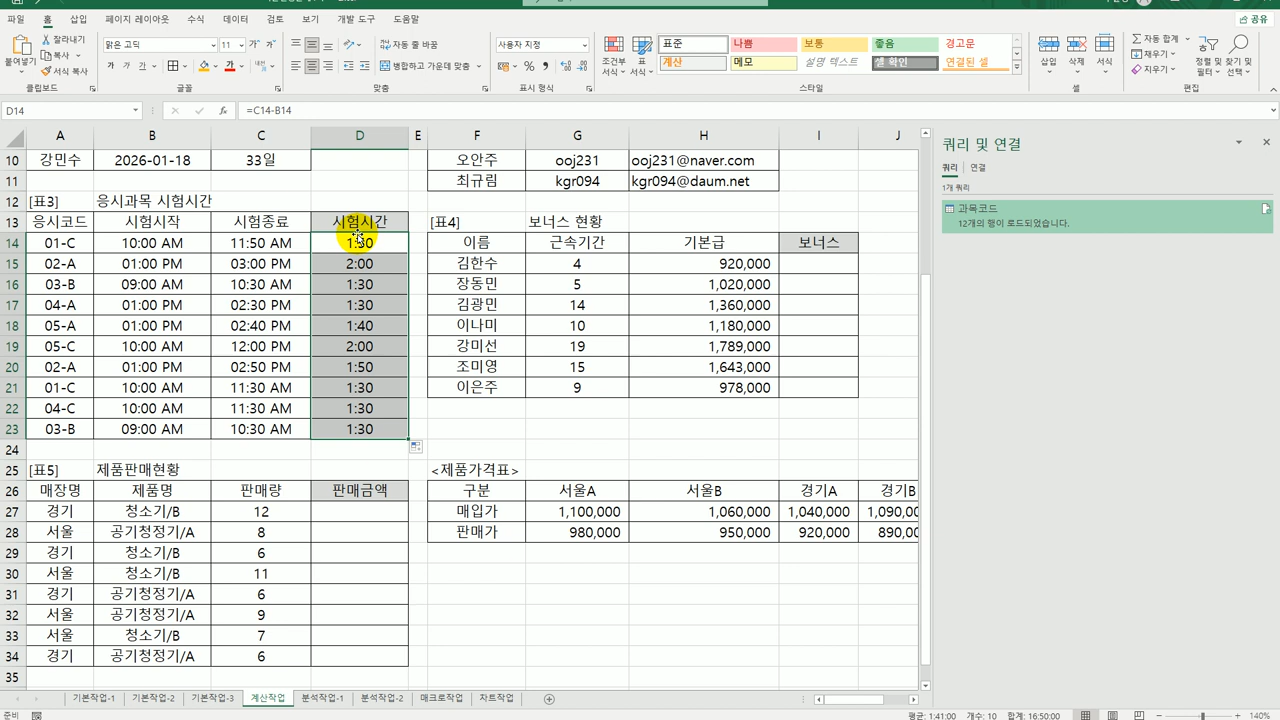 파일 홈 삽입 페이지 레이아웃 수식 데이터 검토 보기 개발 도구 도움말 공유
붙여넣기 잘라내기 복사 서식 복사 클립보드
맑은 고딕 11 가 가 가 가 가 글꼴
자동 줄 바꿈 병합하고 가운데 맞춤 맞춤
사용자 지정 % 표시 형식
조건부 서식 표 서식 표준 나쁨 보통 좋음 경고문
계산 메모 설명 텍스트 셀 확인 연결된 셀 스타일
삽입 삭제 서식 셀
자동 합계 채우기 지우기 정렬 및 필터 찾기 및 선택 편집
D14 fx =C14-B14
A B C D E F G H I J
10 강민수 2026-01-18 33일 오안주 ooj231 ooj231@naver.com
11 최규림 kgr094 kgr094@daum.net
12 [표3] 응시과목 시험시간
13 응시코드 시험시작 시험종료 시험시간 [표4] 보너스 현황
14 01-C 10:00 AM 11:50 AM 이름 근속기간 기본급 보너스
15 02-A 01:00 PM 03:00 PM 2:00 김한수 4 920,000
16 03-B 09:00 AM 10:30 AM 1:30 장동민 5 1,020,000
17 04-A 01:00 PM 02:30 PM 1:30 김광민 14 1,360,000
18 05-A 01:00 PM 02:40 PM 1:40 이나미 10 1,180,000
19 05-C 10:00 AM 12:00 PM 2:00 강미선 19 1,789,000
20 02-A 01:00 PM 02:50 PM 1:50 조미영 15 1,643,000
21 01-C 10:00 AM 11:30 AM 1:30 이은주 9 978,000
22 04-C 10:00 AM 11:30 AM 1:30
23 03-B 09:00 AM 10:30 AM 1:30
24
25 [표5] 제품판매현황 <제품가격표>
26 매장명 제품명 판매량 판매금액 구분 서울A 서울B 경기A 경기B
27 경기 청소기/B 12 매입가 1,100,000 1,060,000 1,040,000 1,090,00
28 서울 공기청정기/A 8 판매가 980,000 950,000 920,000 890,00
29 경기 청소기/B 6
30 서울 청소기/B 11
31 경기 공기청정기/A 6
32 서울 공기청정기/A 9
33 서울 청소기/B 7
34 경기 공기청정기/A 6
35
쿼리 및 연결
쿼리 연결
1개 쿼리
과목코드
12개의 행이 로드되었습니다.
기본작업-1 기본작업-2 기본작업-3 계산작업 분석작업-1 분석작업-2 매크로작업 차트작업
준비 평균: 1:41:00 개수: 10 합계: 16:50:00 140%